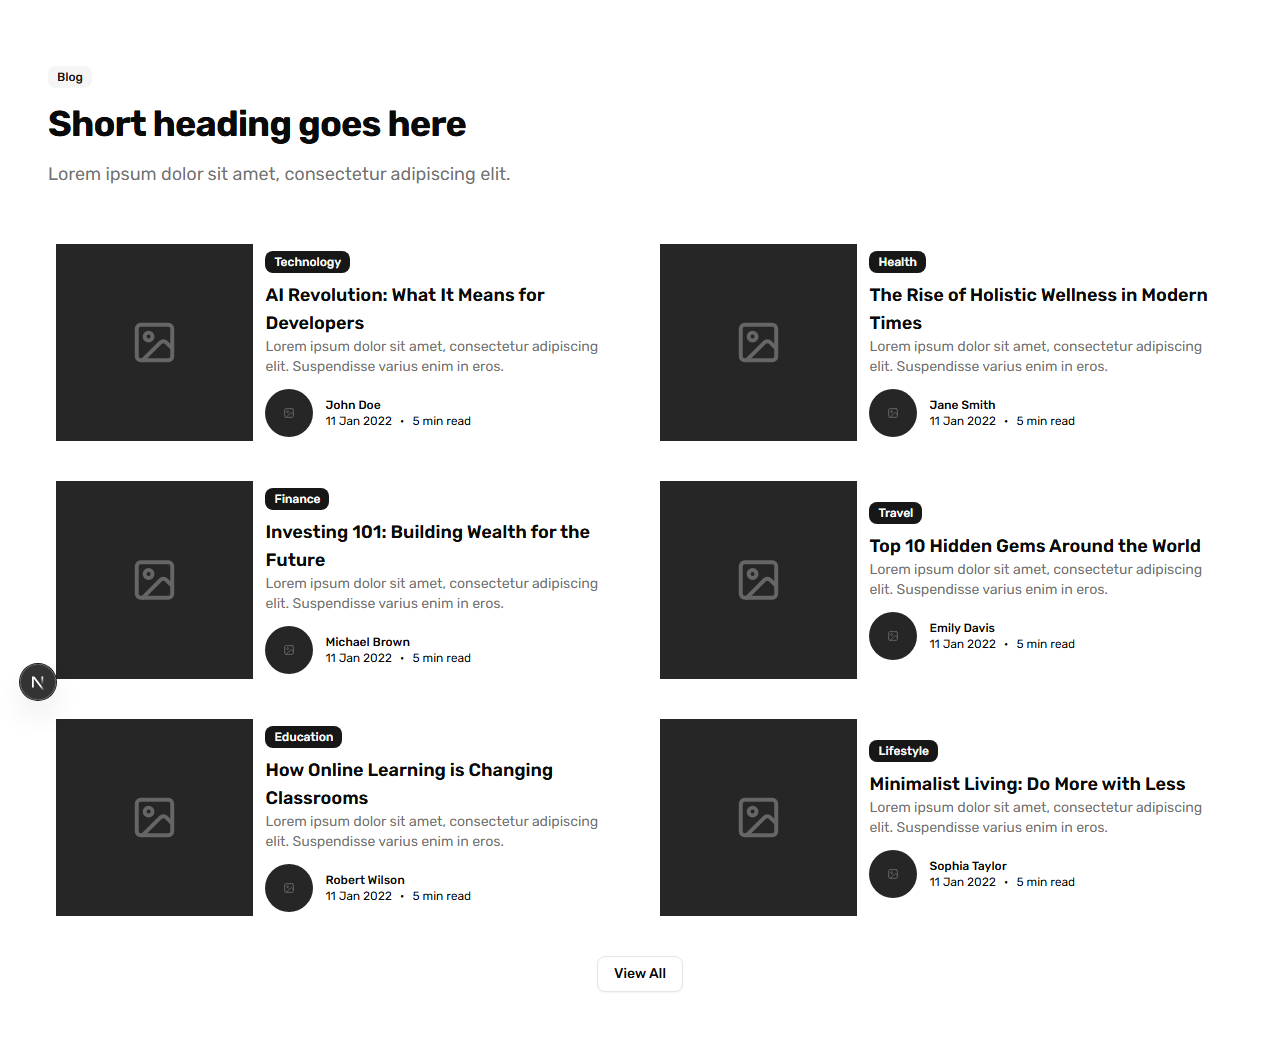 Blog
Short heading goes here
Lorem ipsum dolor sit amet, consectetur adipiscing elit.
Technology
AI Revolution: What It Means for
Developers
Lorem ipsum dolor sit amet, consectetur adipiscing
elit. Suspendisse varius enim in eros.
John Doe
11 Jan 2022 • 5 min read
Health
The Rise of Holistic Wellness in Modern
Times
Lorem ipsum dolor sit amet, consectetur adipiscing
elit. Suspendisse varius enim in eros.
Jane Smith
11 Jan 2022 • 5 min read
Finance
Investing 101: Building Wealth for the
Future
Lorem ipsum dolor sit amet, consectetur adipiscing
elit. Suspendisse varius enim in eros.
Michael Brown
11 Jan 2022 • 5 min read
Travel
Top 10 Hidden Gems Around the World
Lorem ipsum dolor sit amet, consectetur adipiscing
elit. Suspendisse varius enim in eros.
Emily Davis
11 Jan 2022 • 5 min read
N
Education
How Online Learning is Changing
Classrooms
Lorem ipsum dolor sit amet, consectetur adipiscing
elit. Suspendisse varius enim in eros.
Robert Wilson
11 Jan 2022 • 5 min read
Lifestyle
Minimalist Living: Do More with Less
Lorem ipsum dolor sit amet, consectetur adipiscing
elit. Suspendisse varius enim in eros.
Sophia Taylor
11 Jan 2022 • 5 min read
View All